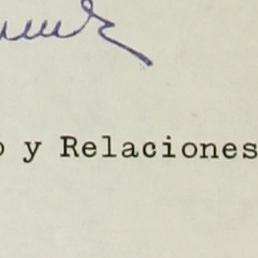 o y Relaciones